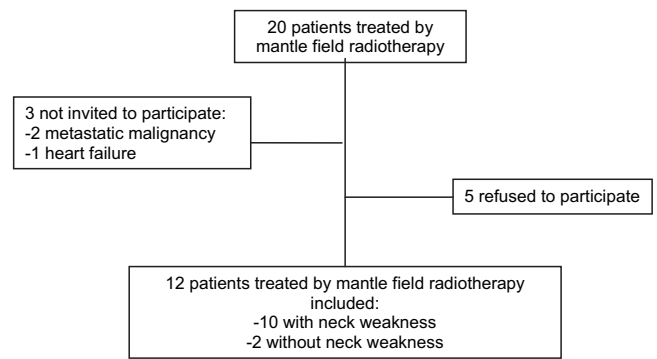 20 patients treated by
mantle field radiotherapy
3 not invited to participate:
-2 metastatic malignancy
-1 heart failure
5 refused to participate
12 patients treated by mantle field radiotherapy
included:
-10 with neck weakness
-2 without neck weakness